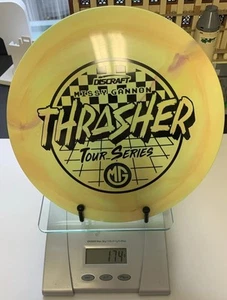 DISCRAFT
MISSY GANNON
THRASHER
TOUR SERIES
MG
174